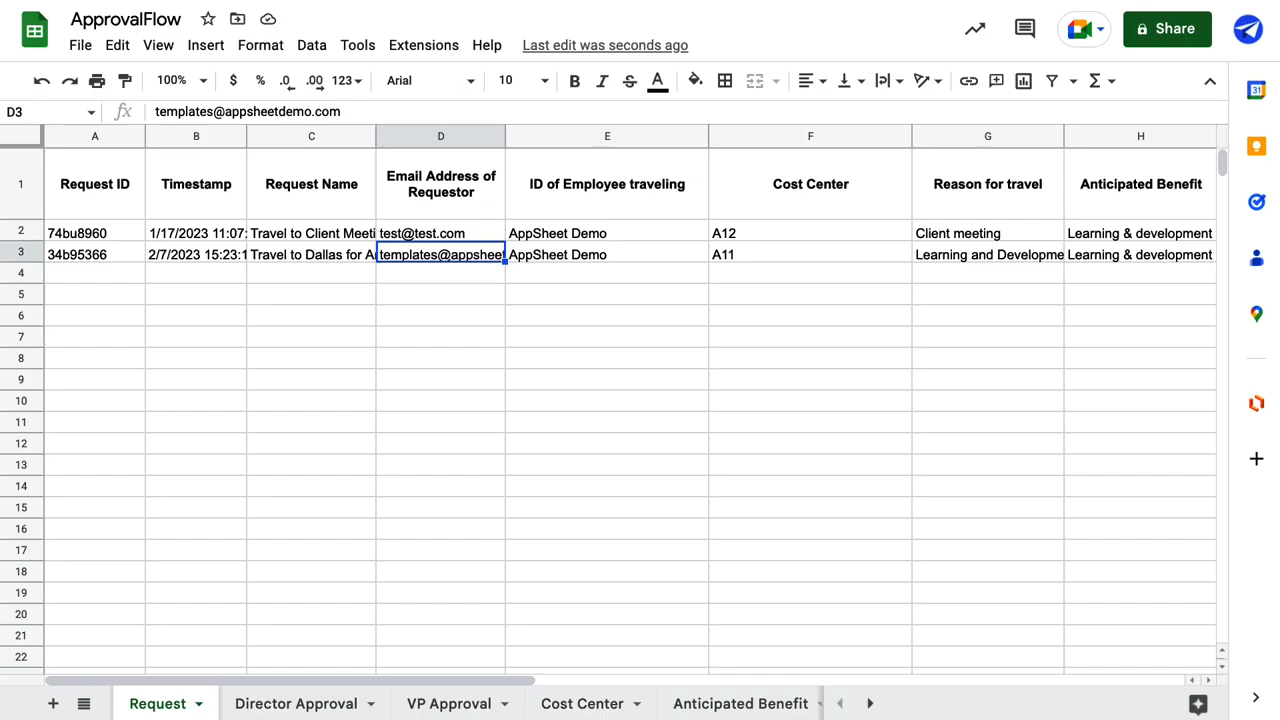 ApprovalFlow
File Edit View Insert Format Data Tools Extensions Help Last edit was seconds ago
Share
100% $ % .0 .00 123 Arial 10 B I S A Σ
D3 fx templates@appsheetdemo.com
A B C D E F G H
1 Request ID Timestamp Request Name Email Address of Requestor ID of Employee traveling Cost Center Reason for travel Anticipated Benefit
2 74bu8960 1/17/2023 11:07: Travel to Client Meeti test@test.com AppSheet Demo A12 Client meeting Learning & development
3 34b95366 2/7/2023 15:23:1 Travel to Dallas for A templates@appsheet AppSheet Demo A11 Learning and Developme Learning & development
4
5
6
7
8
9
10
11
12
13
14
15
16
17
18
19
20
21
22
+ Request Director Approval VP Approval Cost Center Anticipated Benefit
31